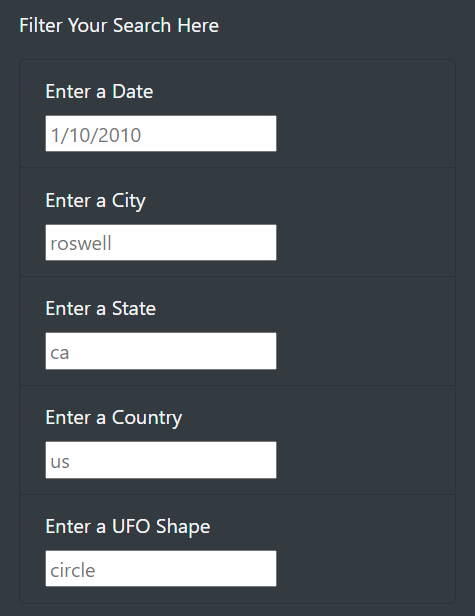 Filter Your Search Here
Enter a Date
1/10/2010
Enter a City
roswell
Enter a State
ca
Enter a Country
us
Enter a UFO Shape
circle